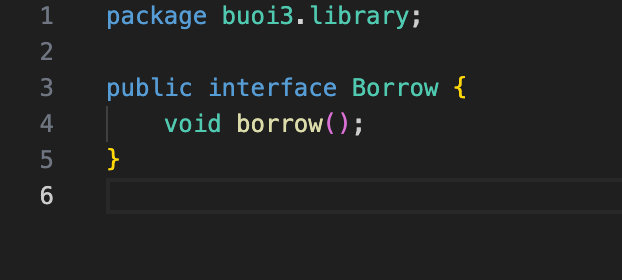 1 package buoi3.library;
2
3 public interface Borrow {
4     void borrow();
5 }
6